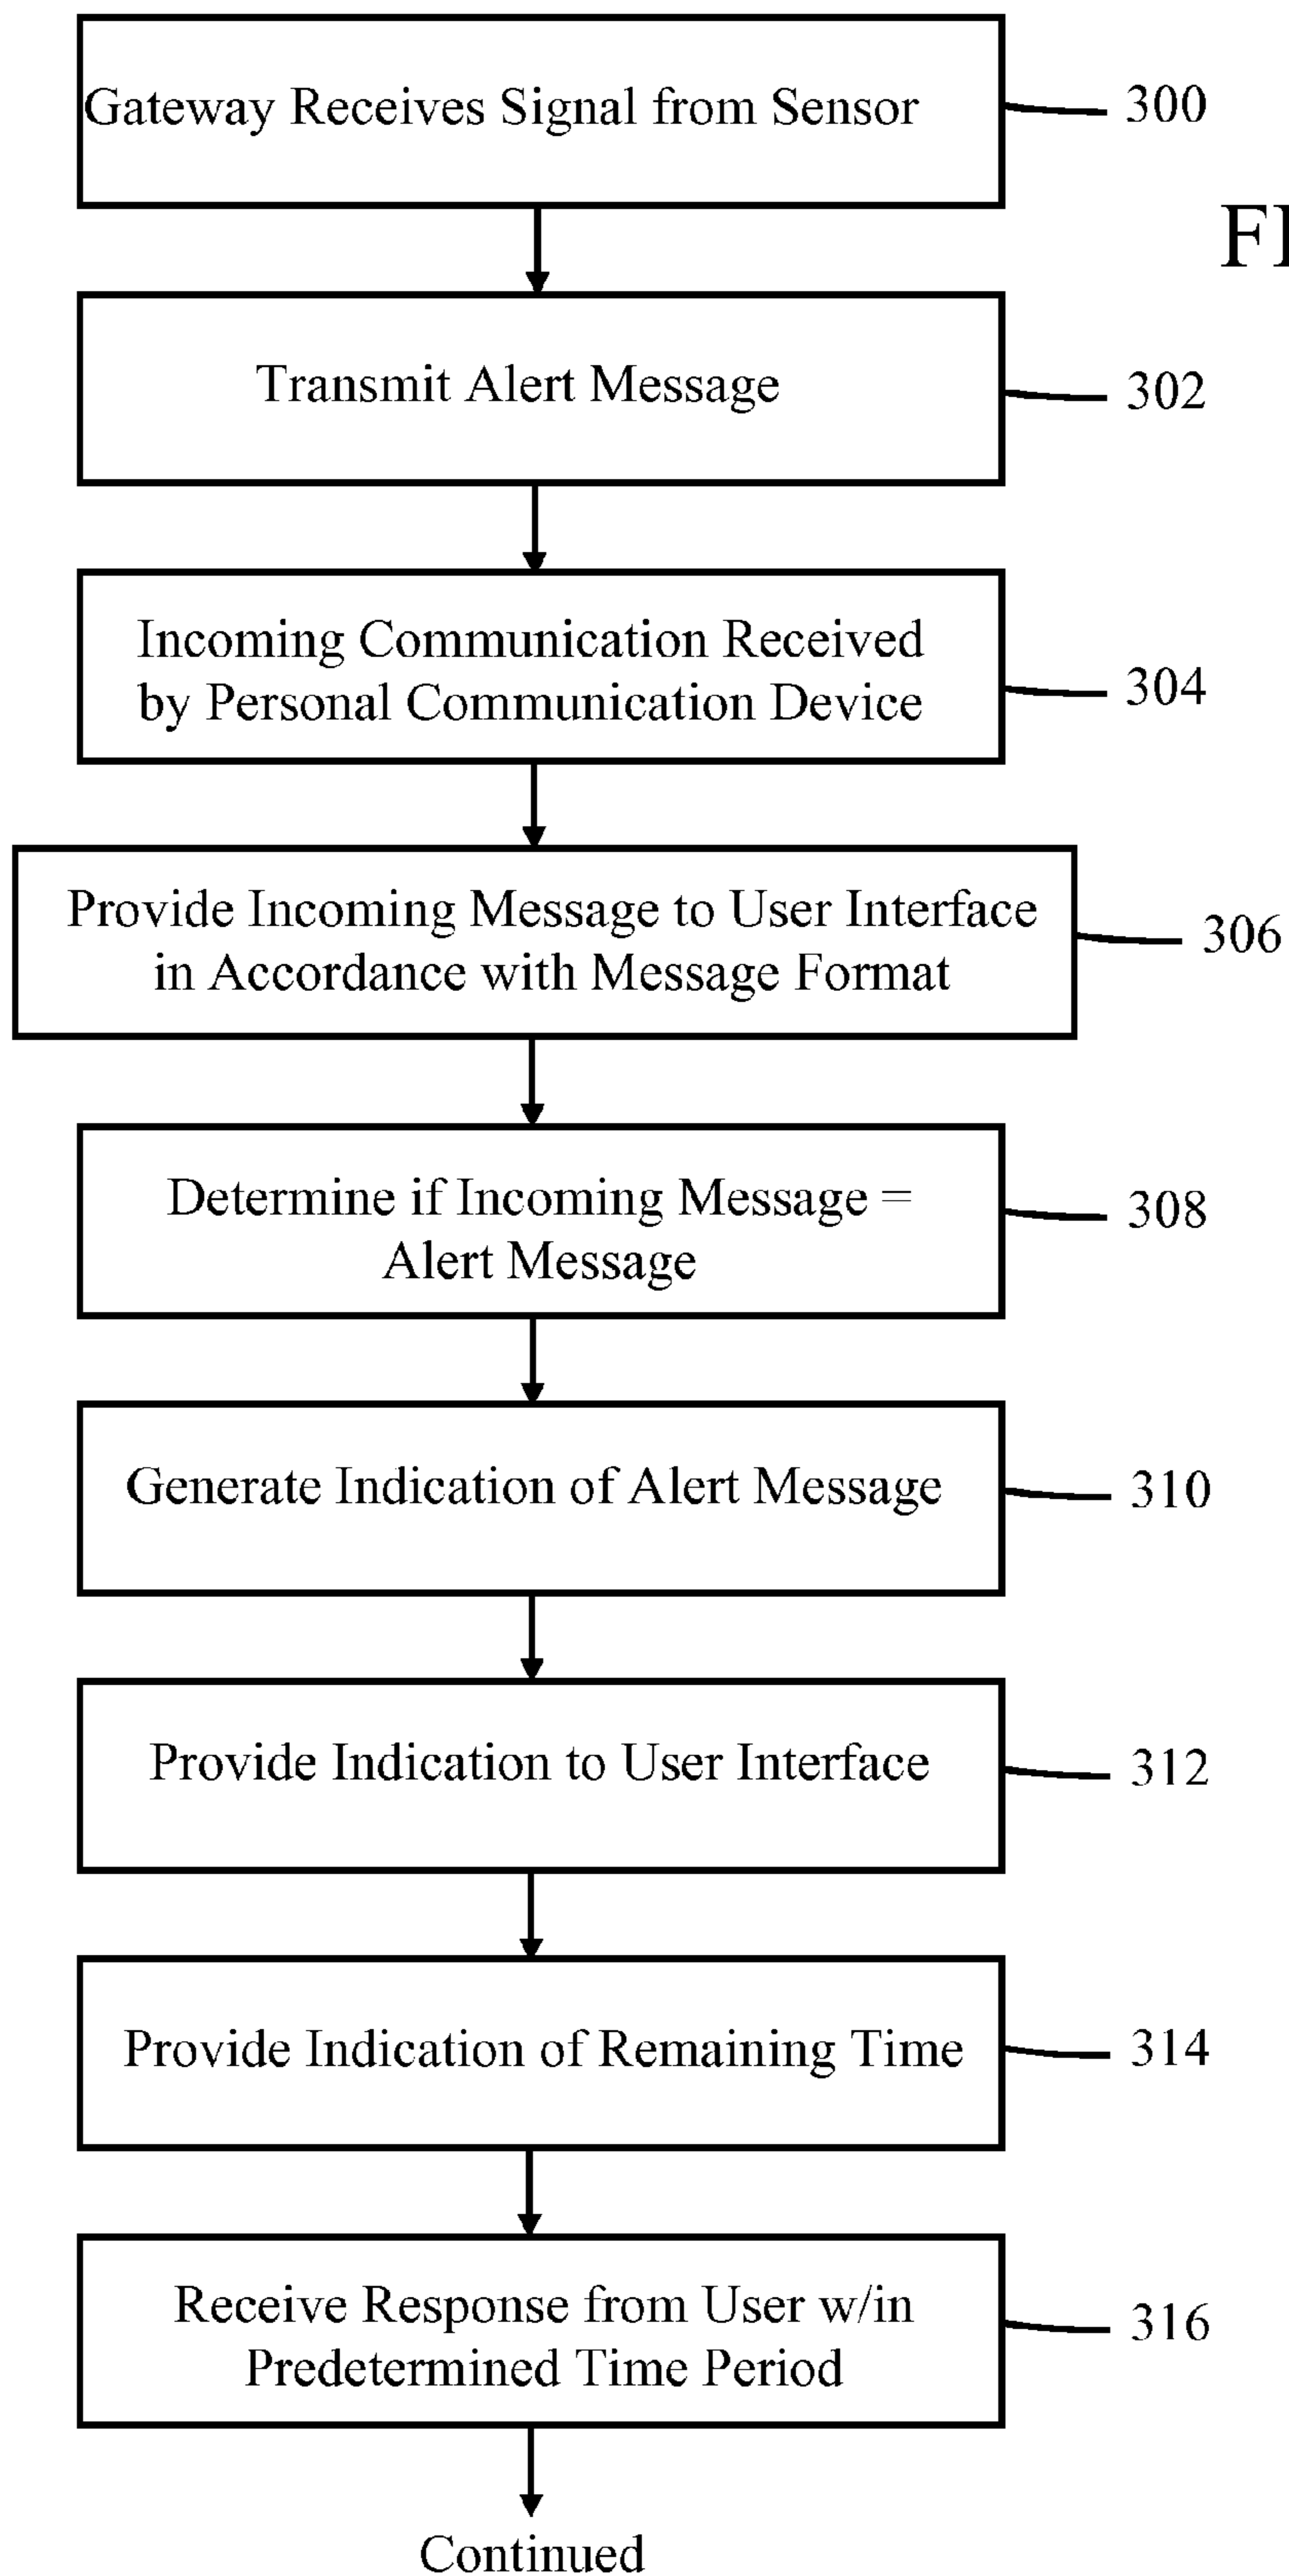 Gateway Receives Signal from Sensor
300
FI
Transmit Alert Message
302
Incoming Communication Received
by Personal Communication Device
304
Provide Incoming Message to User Interface
in Accordance with Message Format
306
Determine if Incoming Message =
Alert Message
308
Generate Indication of Alert Message
310
Provide Indication to User Interface
312
Provide Indication of Remaining Time
314
Receive Response from User w/in
Predetermined Time Period
316
Continued